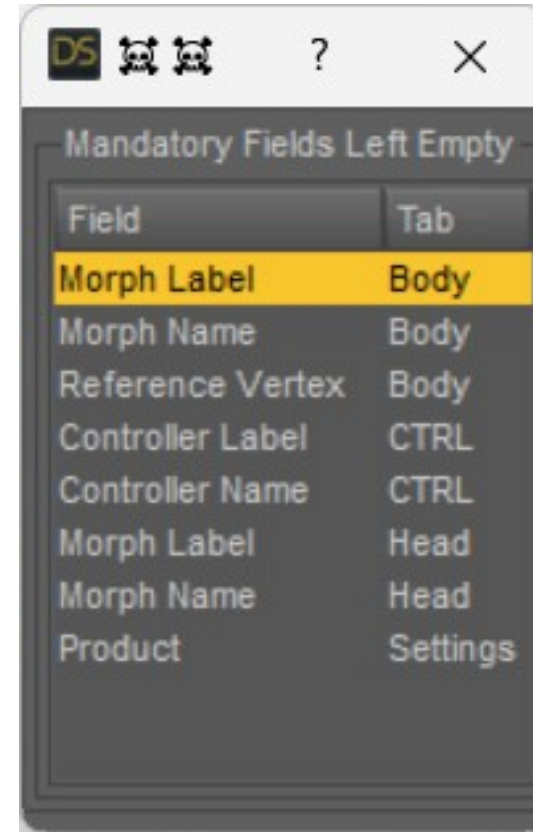 DS ☠ ☠ ?
Mandatory Fields Left Empty
Field Tab
Morph Label Body
Morph Name Body
Reference Vertex Body
Controller Label CTRL
Controller Name CTRL
Morph Label Head
Morph Name Head
Product Settings